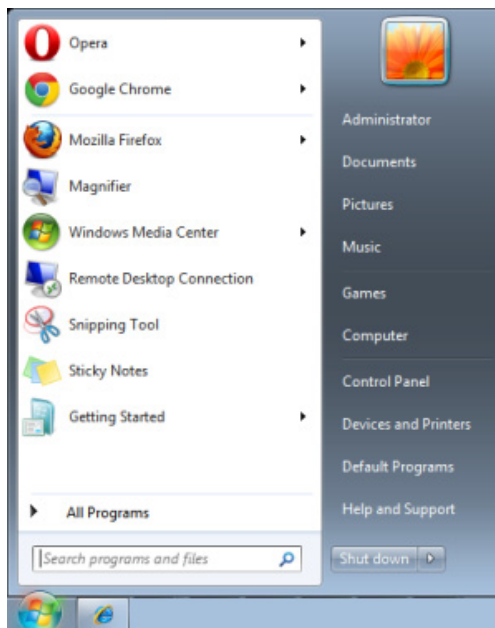 Opera
Google Chrome
Mozilla Firefox
Magnifier
Windows Media Center
Remote Desktop Connection
Snipping Tool
Sticky Notes
Getting Started
All Programs
Search programs and files
Administrator
Documents
Pictures
Music
Games
Computer
Control Panel
Devices and Printers
Default Programs
Help and Support
Shut down